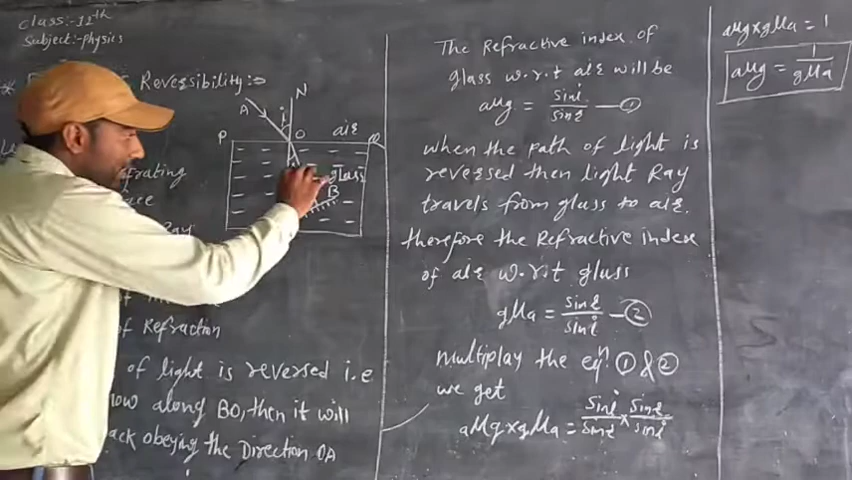 Class:-12th
Subject:-physics
Reversibility:⇒
N
A
i
O
air
P
glass
B
frating
face
Ray
of Refraction
of light is reversed i.e
now along BO, then it will
ack obeying the Direction OA
The Refractive index of
glass w.r.t air will be
aμg = sini/sinr —①
when the path of light is
reversed then light Ray
travels from glass to air.
therefore the Refractive index
of air w.r.t glass
gμa = sinr/sini —②
multiplay the eqn ① & ②
we get
aμg×gμa = sini/sinr × sinr/sini
aμg×gμa = 1
aμg = 1/gμa